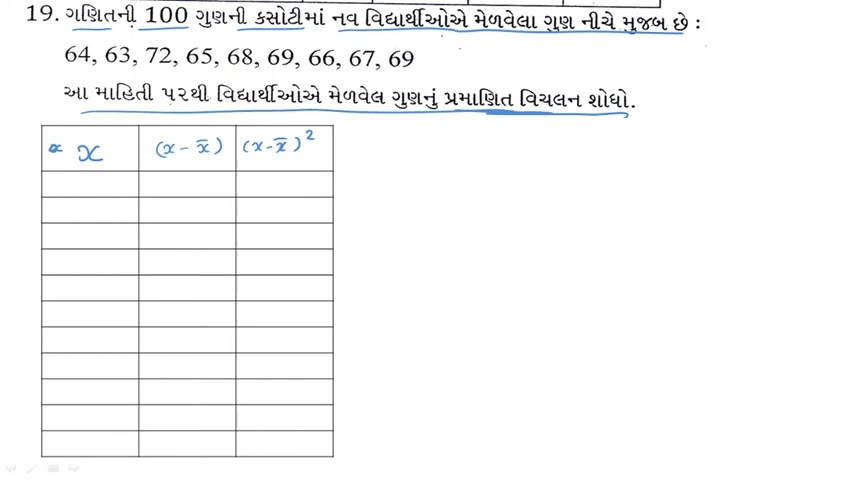 19. ગણિતની 100 ગુણની કસોટીમાં નવ વિદ્યાર્થીઓએ મેળવેલા ગુણ નીચે મુજબ છે :
64, 63, 72, 65, 68, 69, 66, 67, 69
આ માહિતી પરથી વિદ્યાર્થીઓએ મેળવેલ ગુણનું પ્રમાણિત વિચલન શોધો.
x (x - x̄) (x - x̄)²